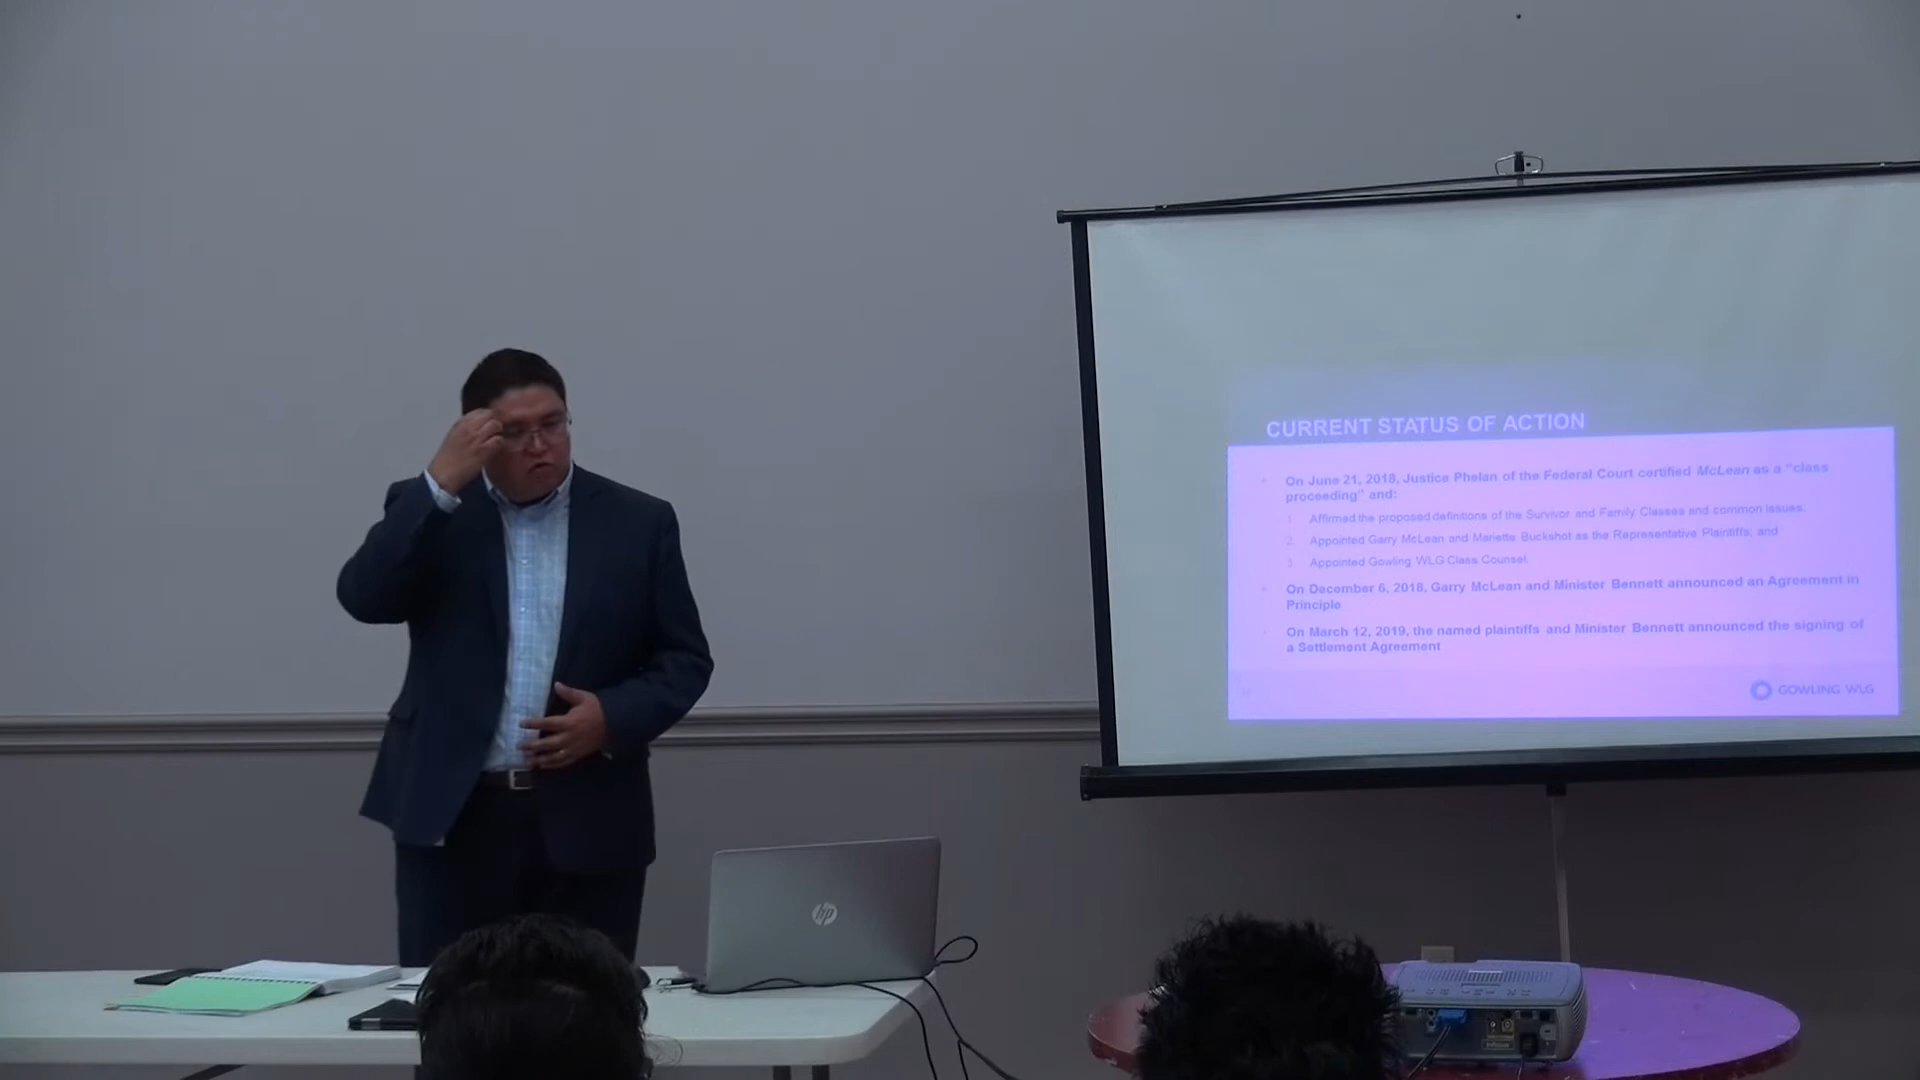 CURRENT STATUS OF ACTION
On June 21, 2018, Justice Phelan of the Federal Court certified McLean as a "class
proceeding" and:
1. Affirmed the proposed definitions of the Survivor and Family Classes and common issues;
2. Appointed Garry McLean and Mariette Buckshot as the Representative Plaintiffs; and
3. Appointed Gowling WLG Class Counsel.
On December 6, 2018, Garry McLean and Minister Bennett announced an Agreement in
Principle
On March 12, 2019, the named plaintiffs and Minister Bennett announced the signing of
a Settlement Agreement
GOWLING WLG
hp
InFocus